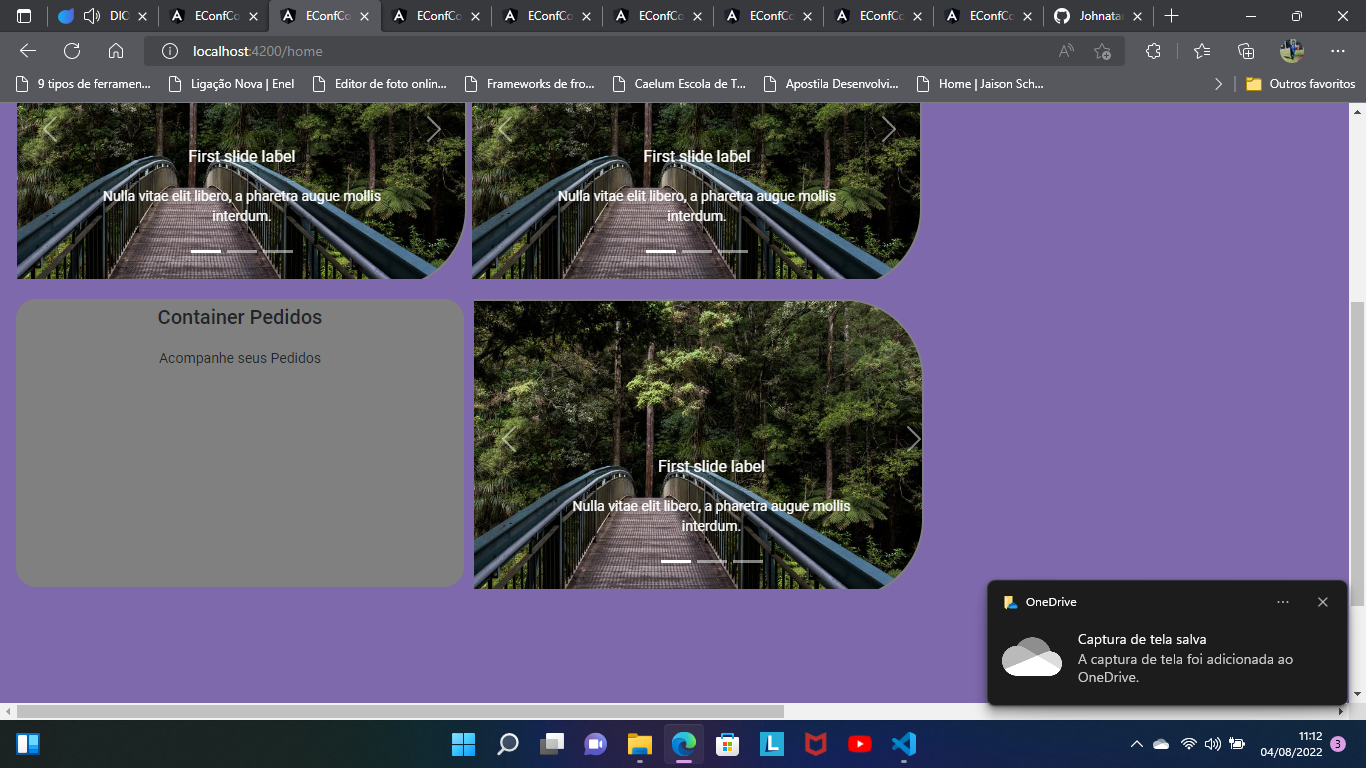 DIO
EConfCo
EConfCo
EConfCo
EConfCo
EConfCo
EConfCo
EConfCo
EConfCo
Johnatan
localhost:4200/home
9 tipos de ferramen...
Ligação Nova | Enel
Editor de foto onlin...
Frameworks de fro...
Caelum Escola de T...
Apostila Desenvolvi...
Home | Jaison Sch...
Outros favoritos
First slide label
Nulla vitae elit libero, a pharetra augue mollis
interdum.
First slide label
Nulla vitae elit libero, a pharetra augue mollis
interdum.
Container Pedidos
Acompanhe seus Pedidos
First slide label
Nulla vitae elit libero, a pharetra augue mollis
interdum.
OneDrive
Captura de tela salva
A captura de tela foi adicionada ao
OneDrive.
11:12
04/08/2022
3